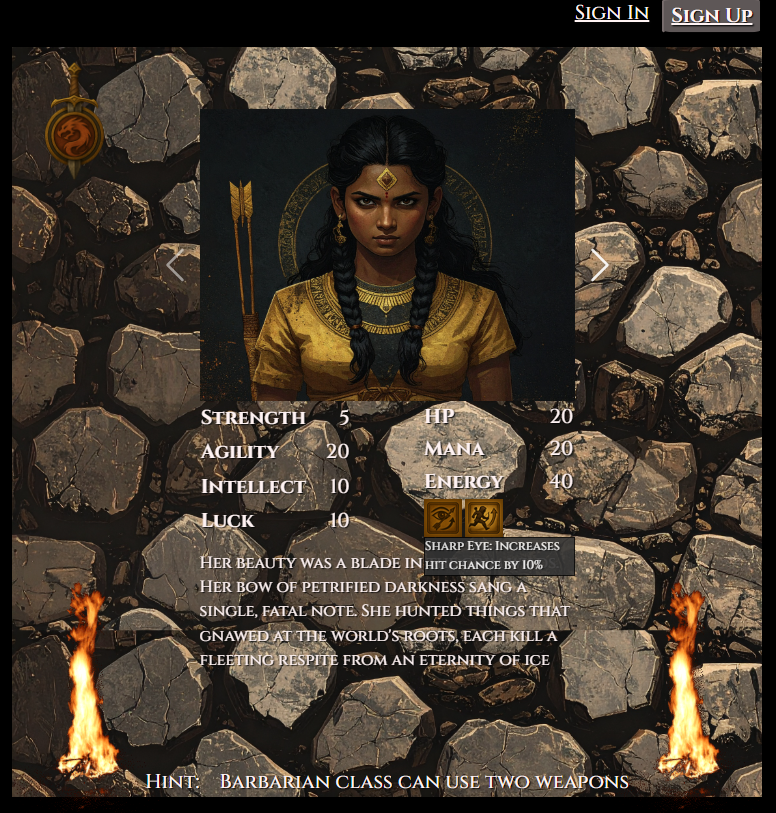 Sign In Sign Up
Strength 5
Agility 20
Intellect 10
Luck 10
HP 20
Mana 20
Energy 40
Sharp Eye: Increases
hit chance by 10%
Her beauty was a blade in
Her bow of petrified darkness sang a
single, fatal note. She hunted things that
gnawed at the world's roots, each kill a
fleeting respite from an eternity of ice
Hint: Barbarian class can use two weapons